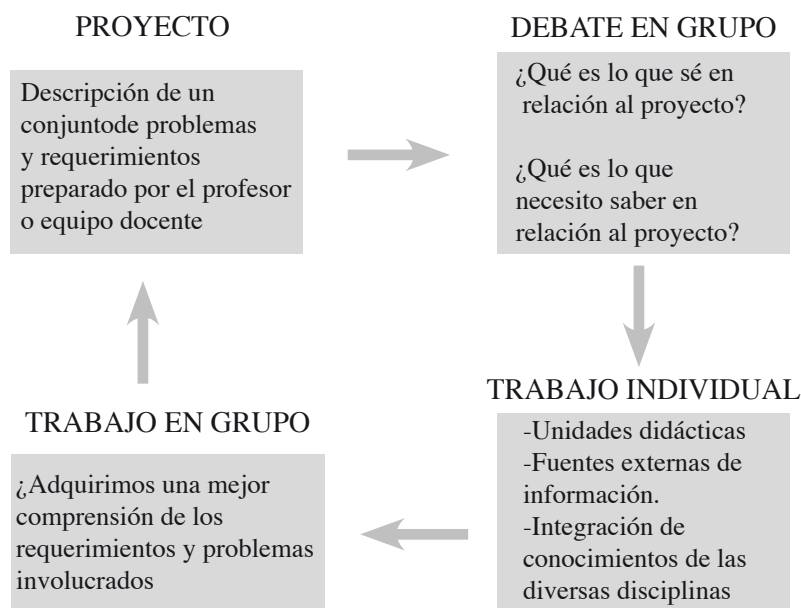 PROYECTO
Descripción de un
conjuntode problemas
y requerimientos
preparado por el profesor
o equipo docente
DEBATE EN GRUPO
¿Qué es lo que sé en
relación al proyecto?
¿Qué es lo que
necesito saber en
relación al proyecto?
TRABAJO INDIVIDUAL
-Unidades didácticas
-Fuentes externas de
información.
-Integración de
conocimientos de las
diversas disciplinas
TRABAJO EN GRUPO
¿Adquirimos una mejor
comprensión de los
requerimientos y problemas
involucrados